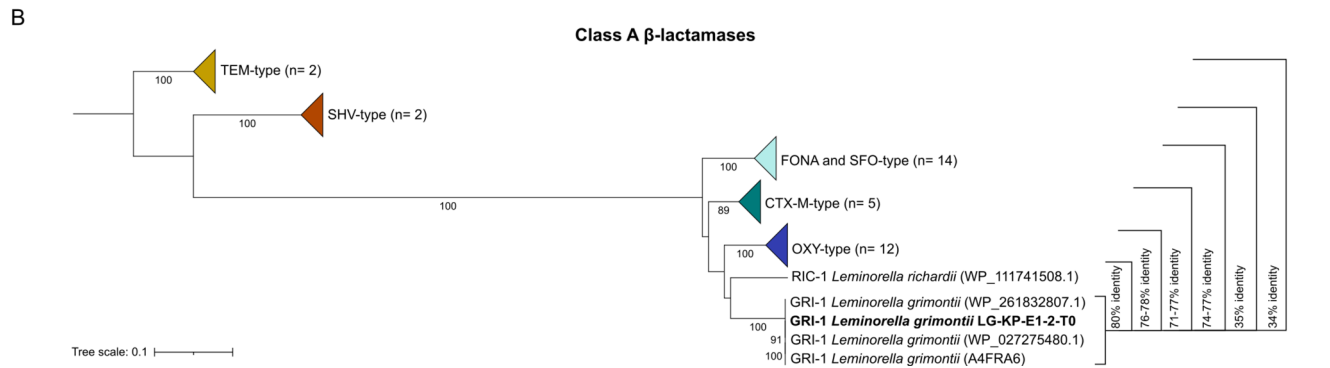 B
Class A β-lactamases
100
TEM-type (n= 2)
100
SHV-type (n= 2)
100
100
FONA and SFO-type (n= 14)
89
CTX-M-type (n= 5)
100
OXY-type (n= 12)
RIC-1 Leminorella richardii (WP_111741508.1)
100
GRI-1 Leminorella grimontii (WP_261832807.1)
GRI-1 Leminorella grimontii LG-KP-E1-2-T0
91
GRI-1 Leminorella grimontii (WP_027275480.1)
100
GRI-1 Leminorella grimontii (A4FRA6)
80% identity
76-78% identity
71-77% identity
74-77% identity
35% identity
34% identity
Tree scale: 0.1